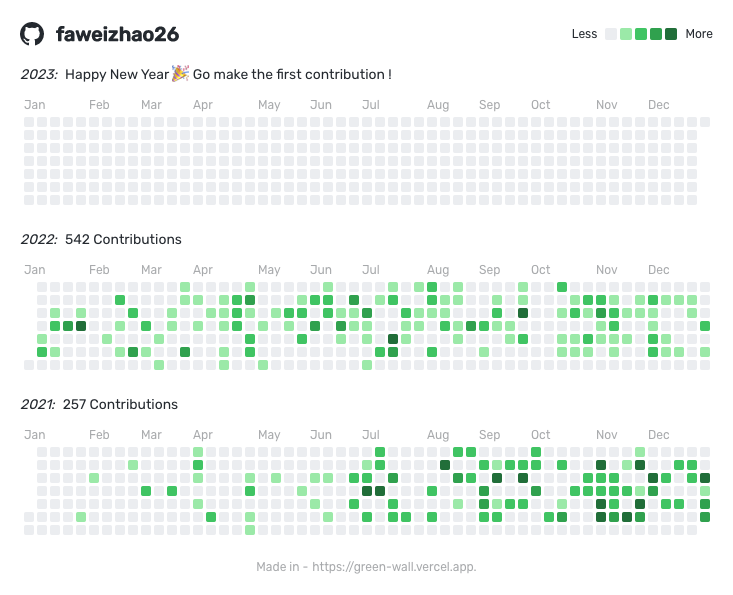 faweizhao26
Less More
2023: Happy New Year🎉 Go make the first contribution !
Jan Feb Mar Apr May Jun Jul Aug Sep Oct Nov Dec
2022: 542 Contributions
Jan Feb Mar Apr May Jun Jul Aug Sep Oct Nov Dec
2021: 257 Contributions
Jan Feb Mar Apr May Jun Jul Aug Sep Oct Nov Dec
Made in - https://green-wall.vercel.app.